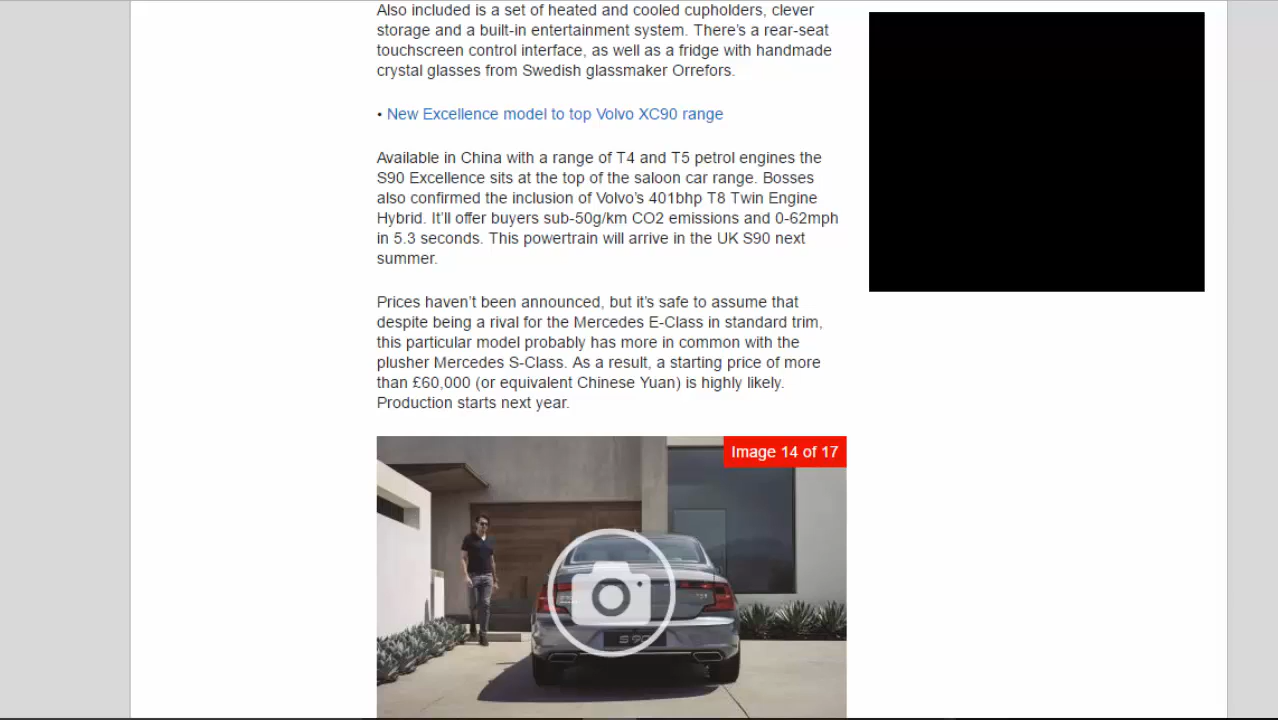 Also included is a set of heated and cooled cupholders, clever
storage and a built-in entertainment system. There's a rear-seat
touchscreen control interface, as well as a fridge with handmade
crystal glasses from Swedish glassmaker Orrefors.
• New Excellence model to top Volvo XC90 range
Available in China with a range of T4 and T5 petrol engines the
S90 Excellence sits at the top of the saloon car range. Bosses
also confirmed the inclusion of Volvo's 401bhp T8 Twin Engine
Hybrid. It'll offer buyers sub-50g/km CO2 emissions and 0-62mph
in 5.3 seconds. This powertrain will arrive in the UK S90 next
summer.
Prices haven't been announced, but it's safe to assume that
despite being a rival for the Mercedes E-Class in standard trim,
this particular model probably has more in common with the
plusher Mercedes S-Class. As a result, a starting price of more
than £60,000 (or equivalent Chinese Yuan) is highly likely.
Production starts next year.
Image 14 of 17
S 90